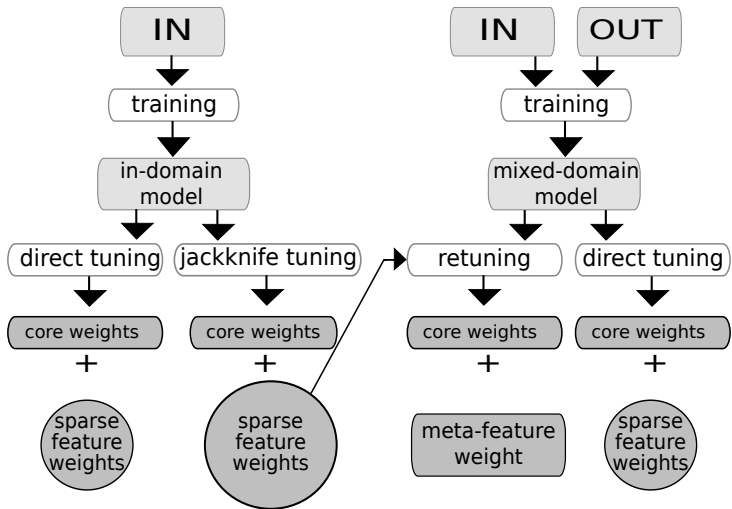 IN
IN
OUT
training
training
in-domain
model
mixed-domain
model
direct tuning
jackknife tuning
retuning
direct tuning
core weights
core weights
core weights
core weights
+
+
+
+
sparse
feature
weights
sparse
feature
weights
meta-feature
weight
sparse
feature
weights